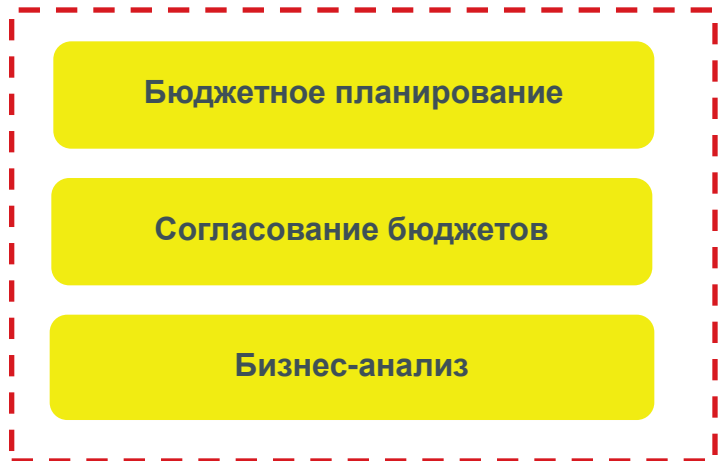 Бюджетное планирование
Согласование бюджетов
Бизнес-анализ